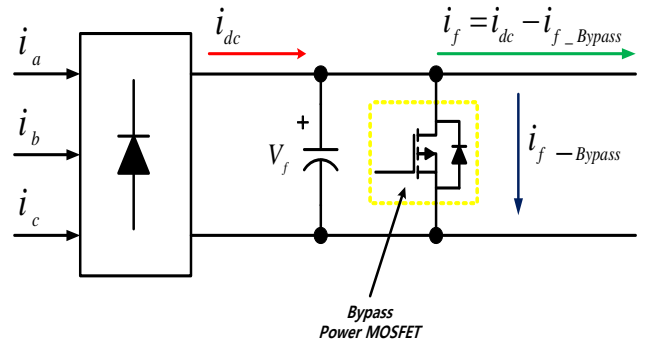 i_a
i_dc
i_f = i_dc − i_f_Bypass
i_b
+
V_f
i_f −Bypass
i_c
Bypass
Power MOSFET